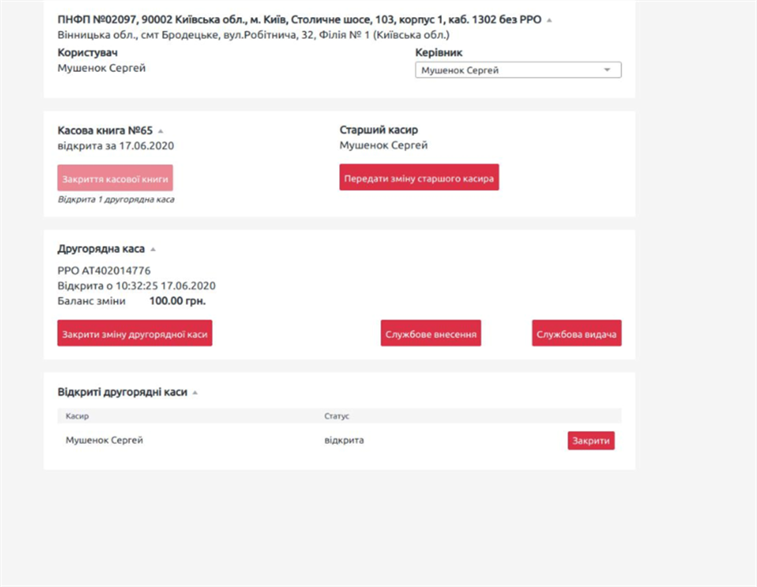 ПНФП №02097, 90002 Київська обл., м. Київ, Столичне шосе, 103, корпус 1, каб. 1302 без РРО
Вінницька обл., смт Бродецьке, вул.Робітнича, 32, Філія № 1 (Київська обл.)
Користувач
Керівник
Мушенок Сергей
Мушенок Сергей
Касова книга №65
Старший касир
відкрита за 17.06.2020
Мушенок Сергей
Закриття касової книги
Передати зміну старшого касира
Відкрита 1 другорядна каса
Другорядна каса
РРО АТ402014776
Відкрита о 10:32:25 17.06.2020
Баланс зміни 100.00 грн.
Закрити зміну другорядної каси
Службове внесення
Службова видача
Відкриті другорядні каси
Касир
Статус
Мушенок Сергей
відкрита
Закрити